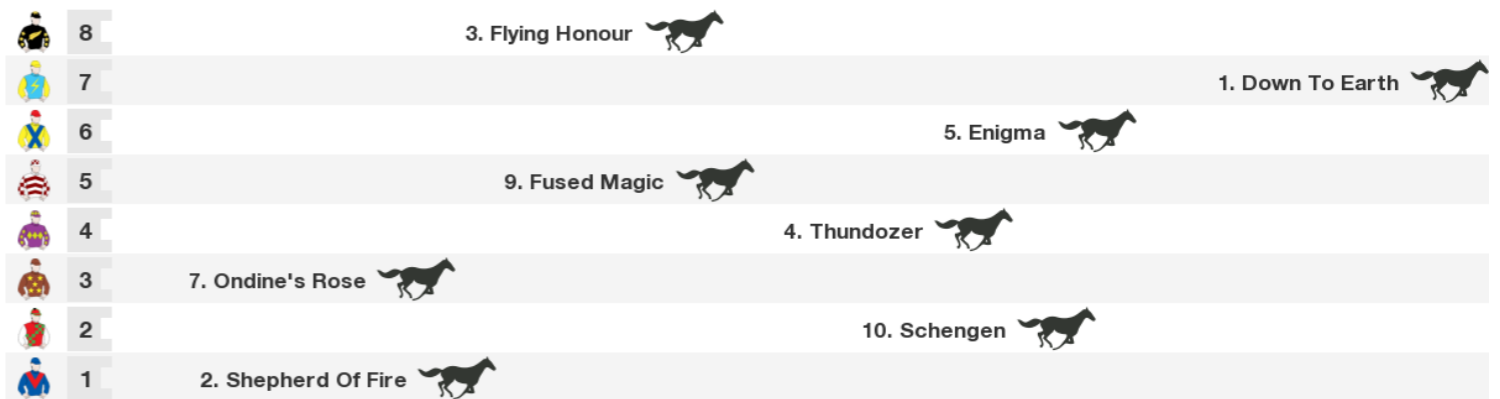 8 3. Flying Honour
7 1. Down To Earth
6 5. Enigma
5 9. Fused Magic
4 4. Thundozer
3 7. Ondine's Rose
2 10. Schengen
1 2. Shepherd Of Fire